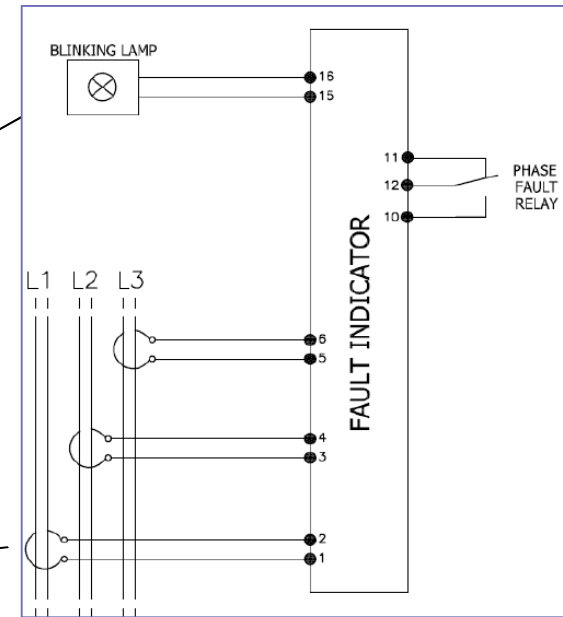 BLINKING LAMP
16
15
11
12
10
PHASE
FAULT
RELAY
FAULT INDICATOR
L1 L2 L3
6
5
4
3
2
1